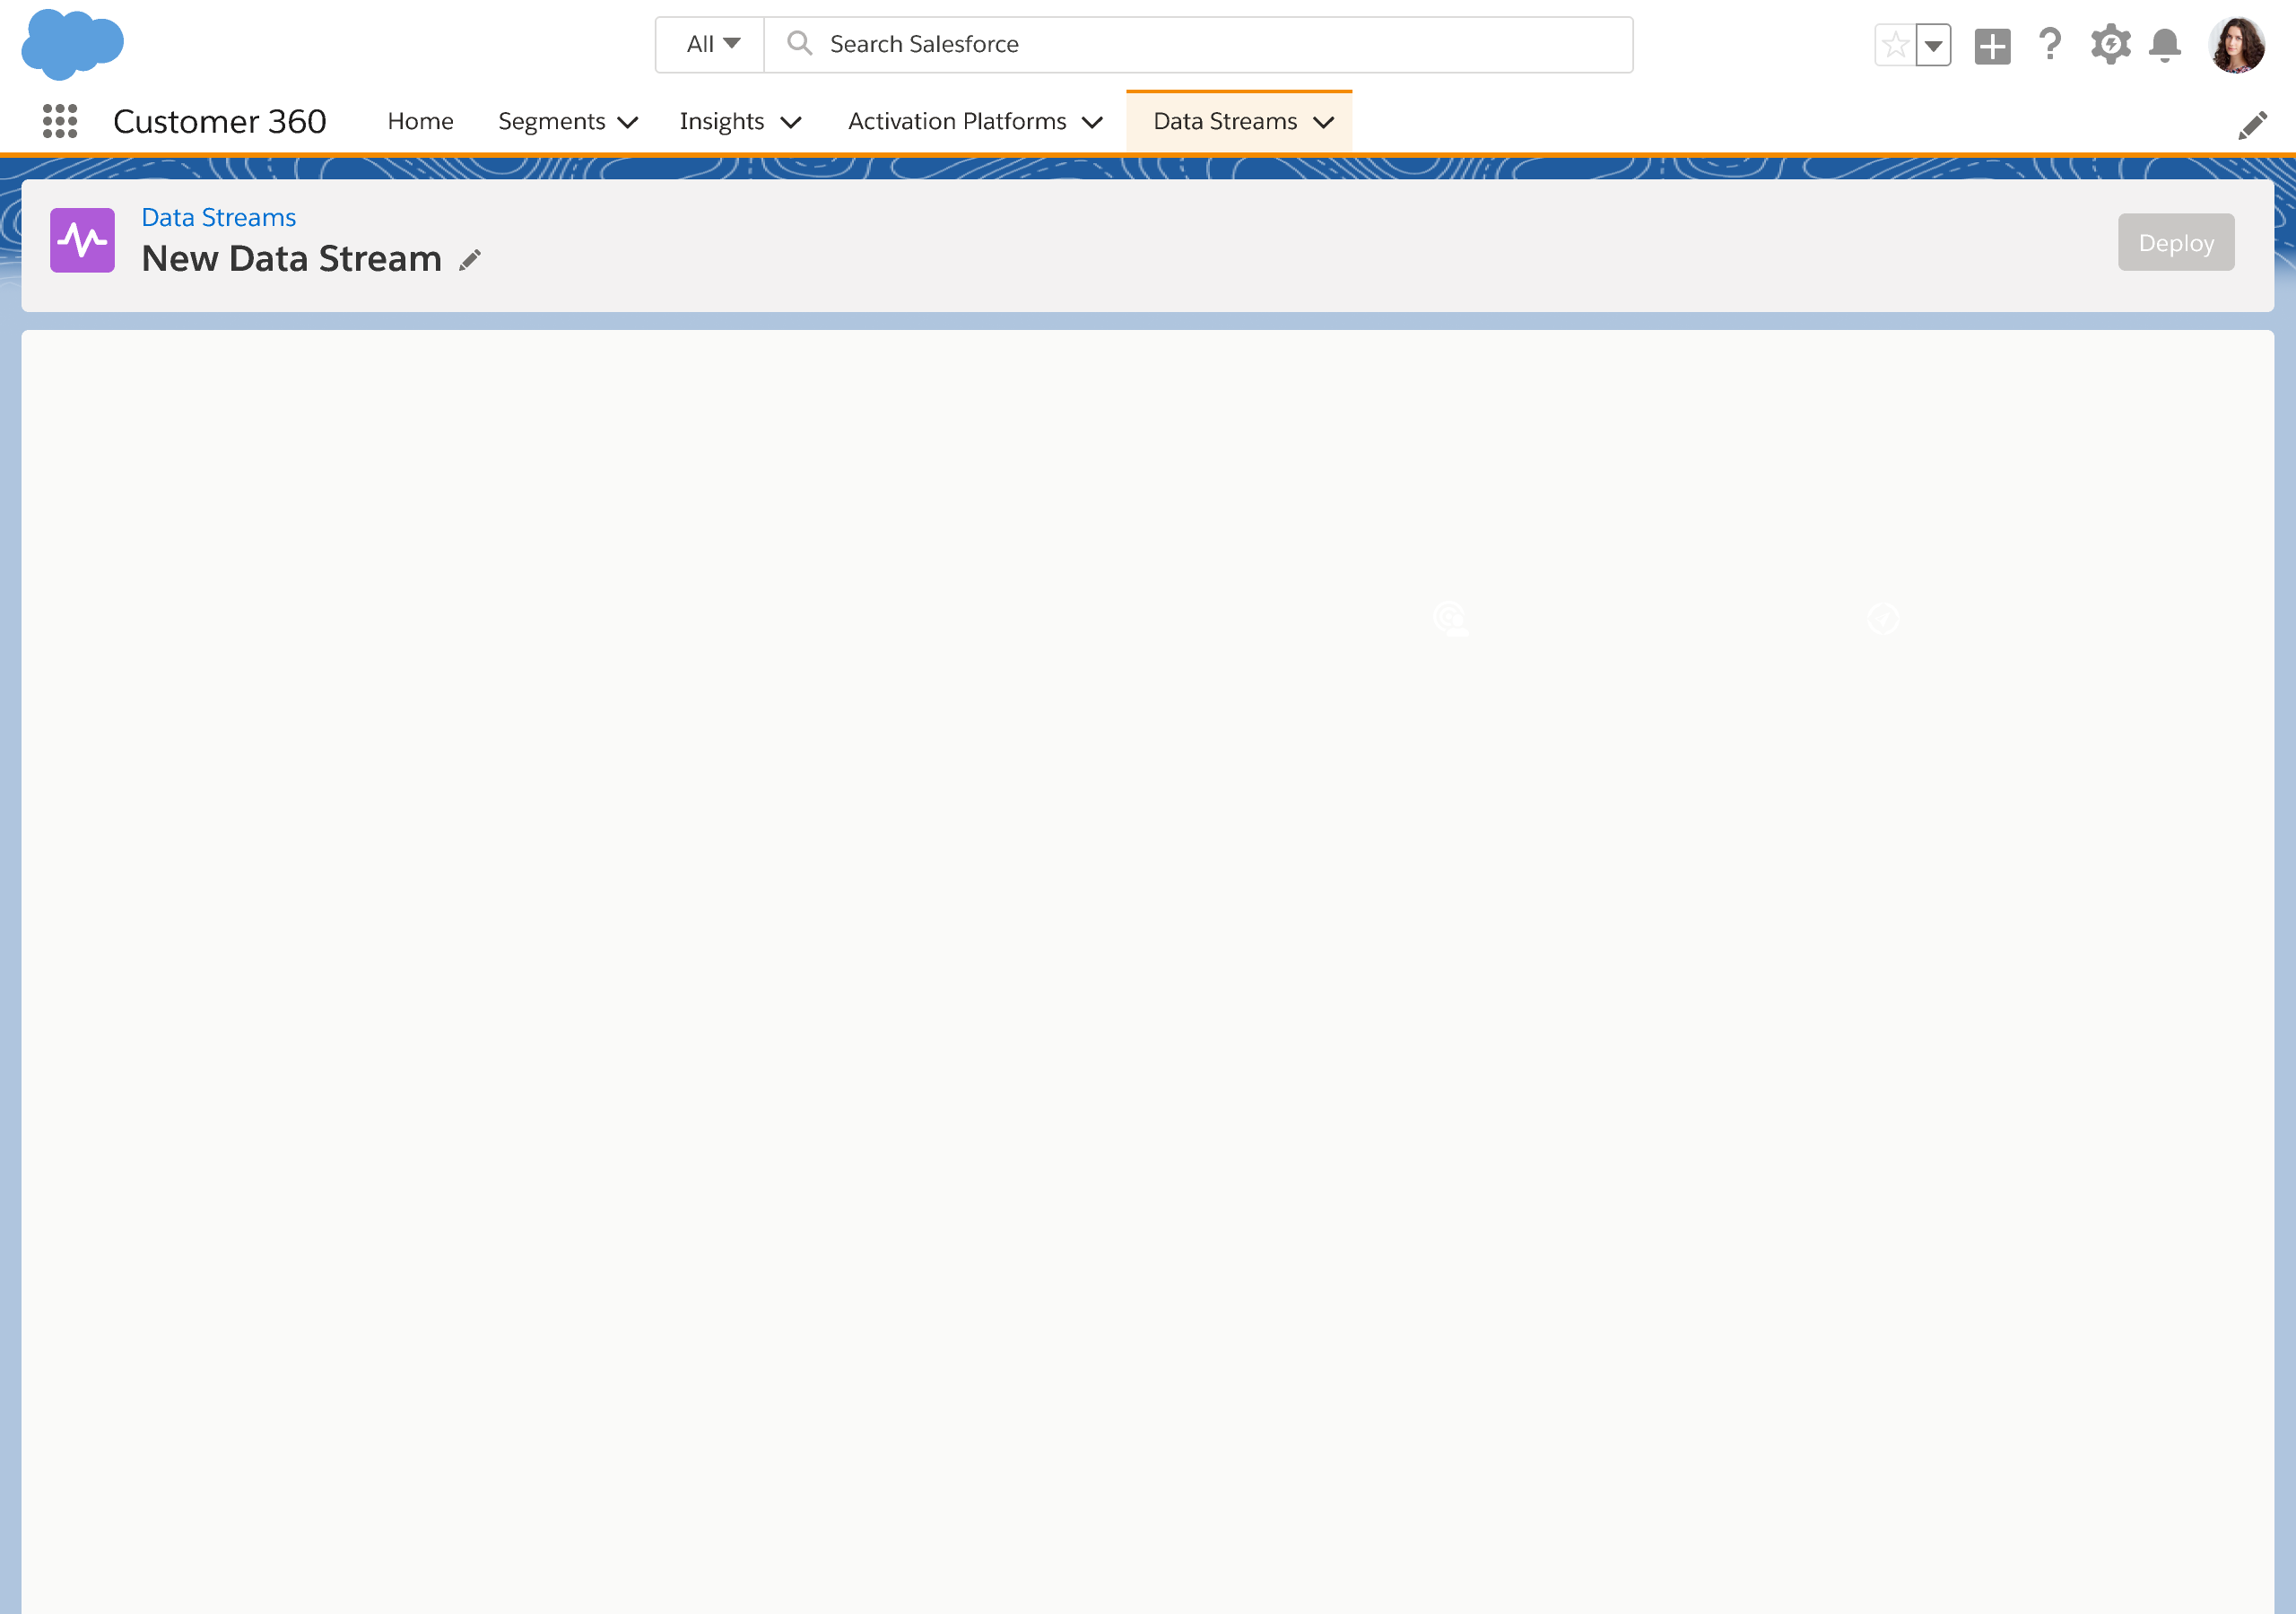 All
Search Salesforce
Customer 360
Home
Segments
Insights
Activation Platforms
Data Streams
Data Streams
New Data Stream
Deploy